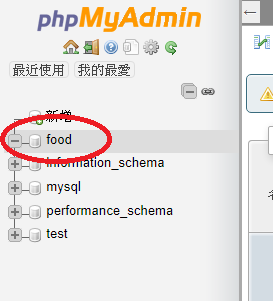 phpMyAdmin
最近使用 我的最愛
新增
food
information_schema
mysql
performance_schema
test